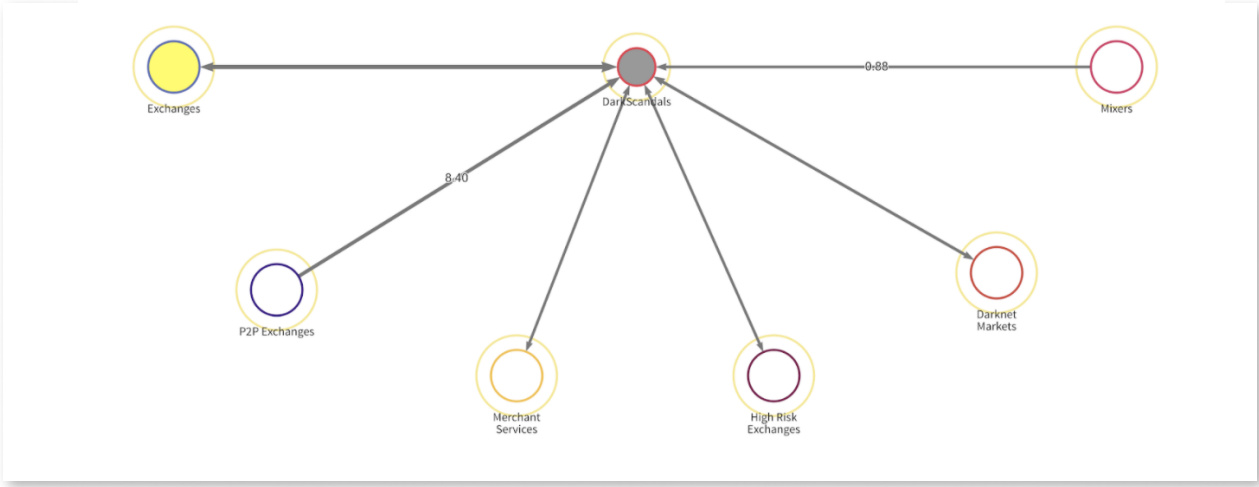 Exchanges
DarkScandals
0.88
Mixers
8.40
P2P Exchanges
Darknet
Markets
Merchant
Services
High Risk
Exchanges